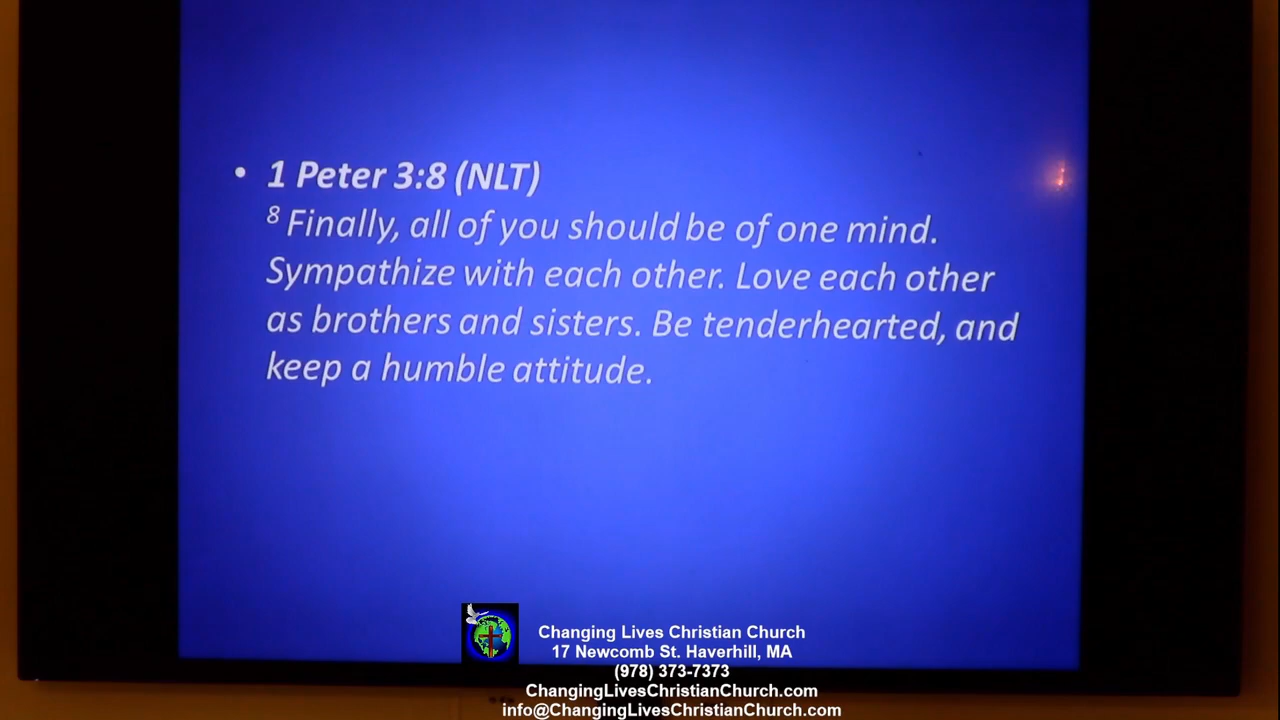 • 1 Peter 3:8 (NLT)
8 Finally, all of you should be of one mind.
Sympathize with each other. Love each other
as brothers and sisters. Be tenderhearted, and
keep a humble attitude.
Changing Lives Christian Church
17 Newcomb St. Haverhill, MA
(978) 373-7373
ChangingLivesChristianChurch.com
info@ChangingLivesChristianChurch.com